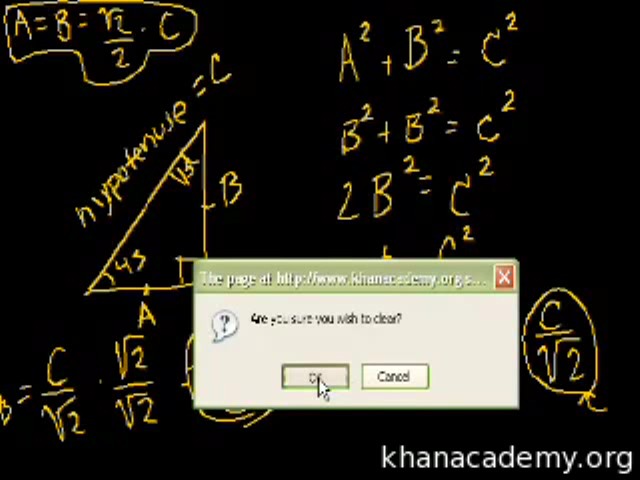 A = B = √2/2 · C
A² + B² = C²
hypotenuse = C
B² + B² = C²
45
B
2B² = C²
45
C²
A
The page at http://www.khanacademy.org s...
Are you sure you wish to clear?
OK
Cancel
C/√2
B = C/√2 · √2/√2
khanacademy.org